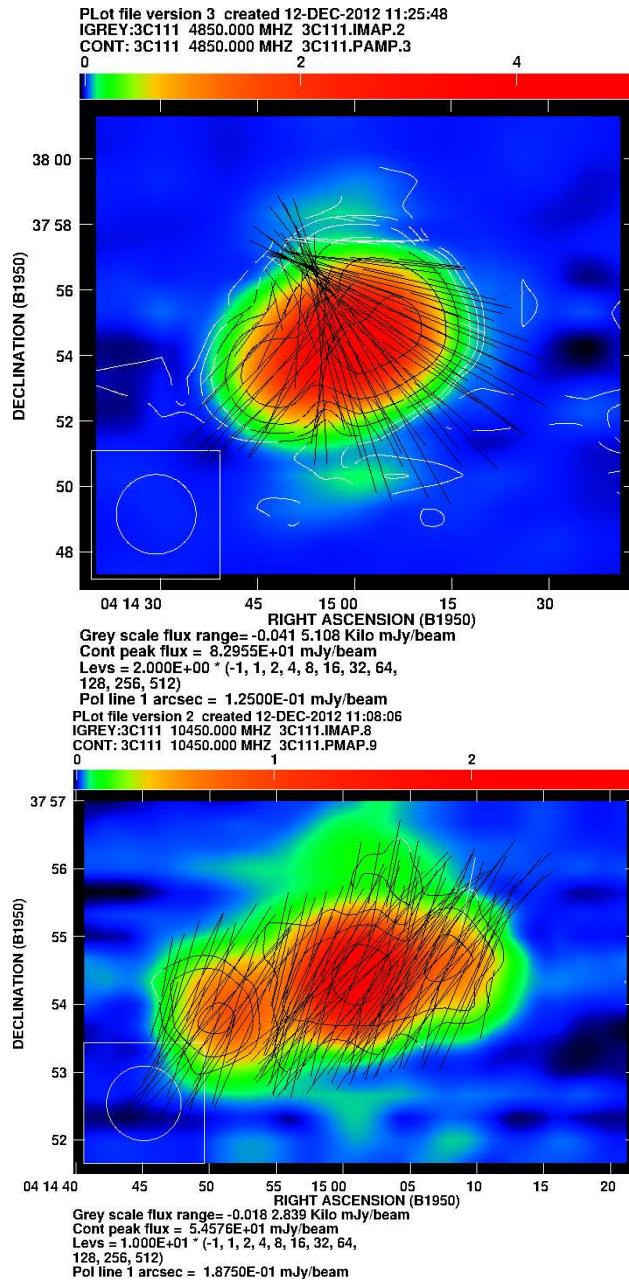 PLot file version 3  created 12-DEC-2012 11:25:48
IGREY:3C111  4850.000 MHZ  3C111.IMAP.2
CONT: 3C111  4850.000 MHZ  3C111.PAMP.3
0 2 4
38 00
37 58
56
54
52
50
48
DECLINATION (B1950)
04 14 30 45 15 00 15 30
RIGHT ASCENSION (B1950)
Grey scale flux range= -0.041 5.108 Kilo mJy/beam
Cont peak flux =  8.2955E+01 mJy/beam
Levs = 2.000E+00 * (-1, 1, 2, 4, 8, 16, 32, 64,
128, 256, 512)
Pol line 1 arcsec =  1.2500E-01 mJy/beam
PLot file version 2  created 12-DEC-2012 11:08:06
IGREY: 3C111  10450.000 MHZ  3C111.IMAP.8
CONT: 3C111  10450.000 MHZ  3C111.PMAP.9
0 1 2
37 57
56
55
54
53
52
DECLINATION (B1950)
04 14 40 45 50 55 15 00 05 10 15 20
RIGHT ASCENSION (B1950)
Grey scale flux range= -0.018 2.839 Kilo mJy/beam
Cont peak flux =  5.4576E+01 mJy/beam
Levs = 1.000E+01 * (-1, 1, 2, 4, 8, 16, 32, 64,
128, 256, 512)
Pol line 1 arcsec =  1.8750E-01 mJy/beam